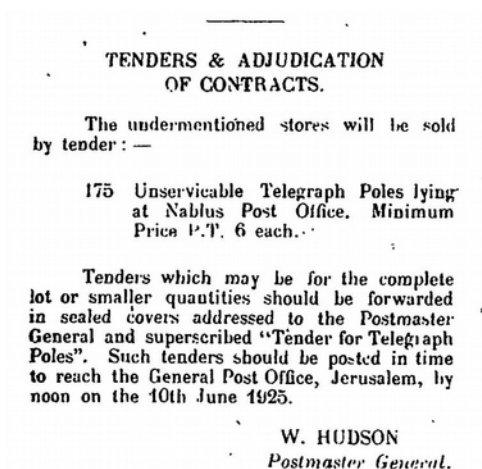 TENDERS & ADJUDICATION
OF CONTRACTS.
The undermentioned stores will be sold
by tender : —
175 Unservicable Telegraph Poles lying
at Nablus Post Office. Minimum
Price P.T. 6 each.
Tenders which may be for the complete
lot or smaller quantities should be forwarded
in sealed covers addressed to the Postmaster
General and superscribed "Tender for Telegraph
Poles". Such tenders should be posted in time
to reach the General Post Office, Jerusalem, by
noon on the 10th June 1925.
W. HUDSON
Postmaster General.